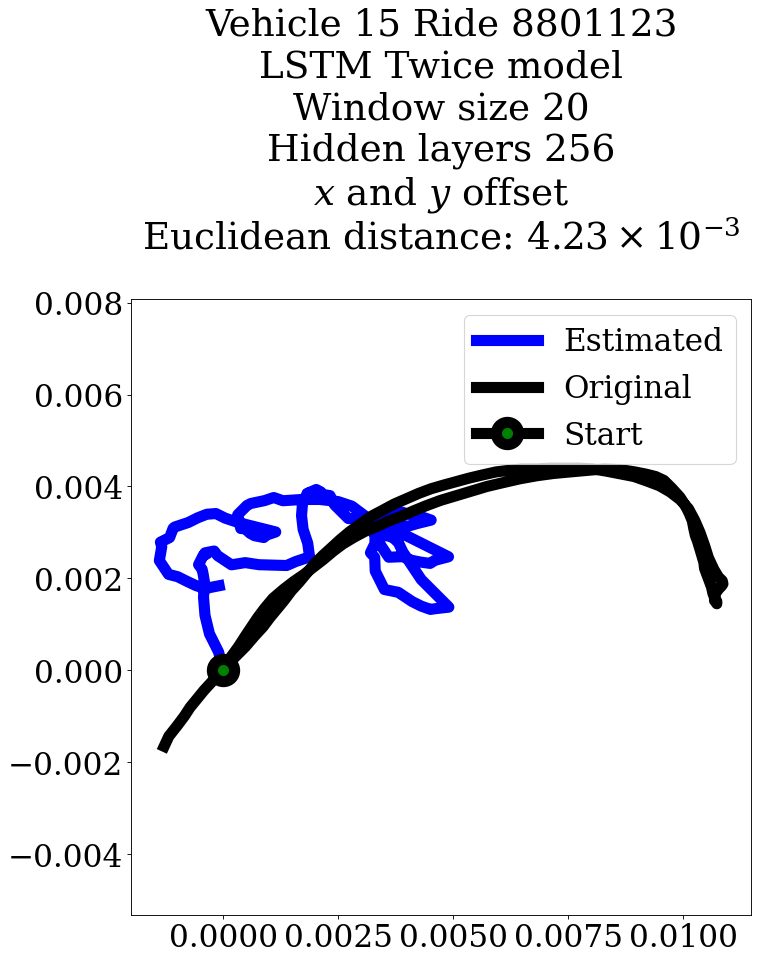 Vehicle 15 Ride 8801123
LSTM Twice model
Window size 20
Hidden layers 256
x and y offset
Euclidean distance: 4.23 × 10⁻³
0.008
0.006
0.004
0.002
0.000
−0.002
−0.004
Estimated
Original
Start
0.0000 0.0025 0.0050 0.0075 0.0100